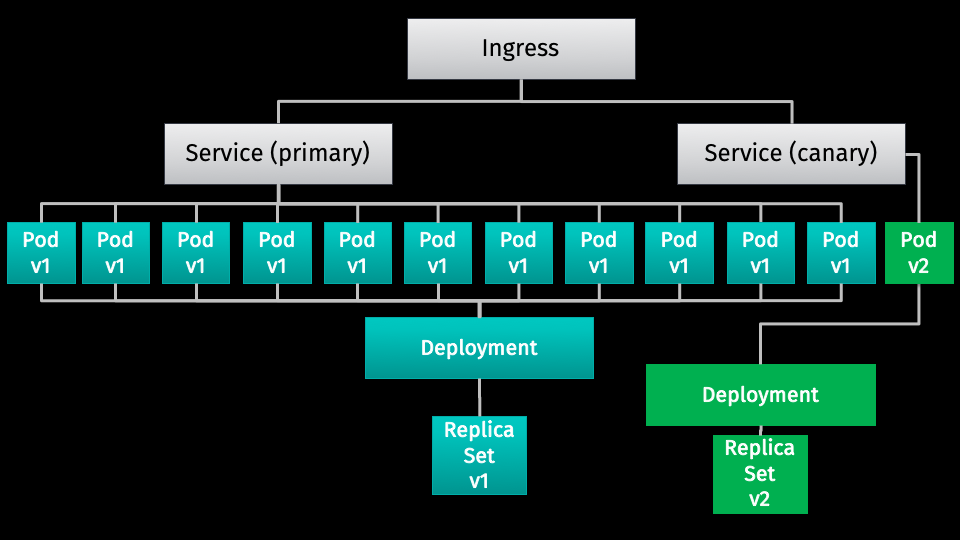 Ingress
Service (primary)
Service (canary)
Pod
v1
Pod
v1
Pod
v1
Pod
v1
Pod
v1
Pod
v1
Pod
v1
Pod
v1
Pod
v1
Pod
v1
Pod
v1
Pod
v2
Deployment
Deployment
Replica
Set
v1
Replica
Set
v2